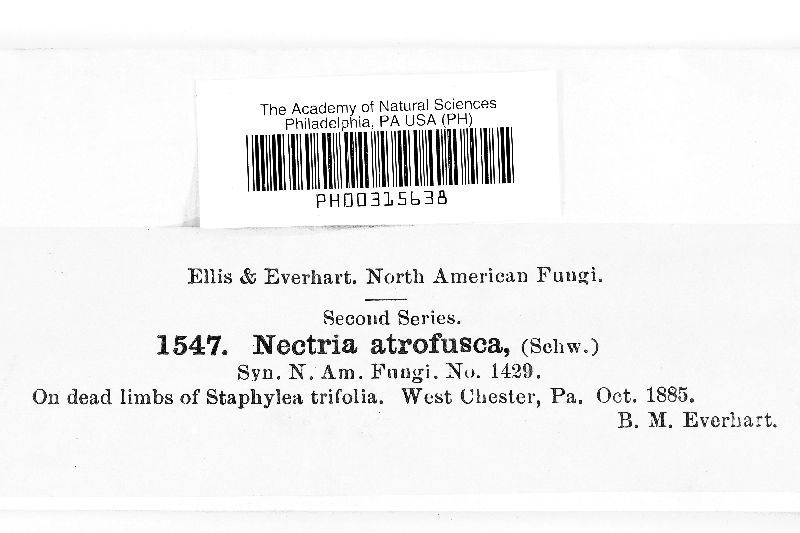 The Academy of Natural Sciences
Philadelphia, PA USA (PH)
PH00315638
Ellis & Everhart. North American Fungi.
Second Series.
1547. Nectria atrofusca, (Schw.)
Syn. N. Am. Fungi. No. 1429.
On dead limbs of Staphylea trifolia. West Chester, Pa. Oct. 1885.
B. M. Everhart.